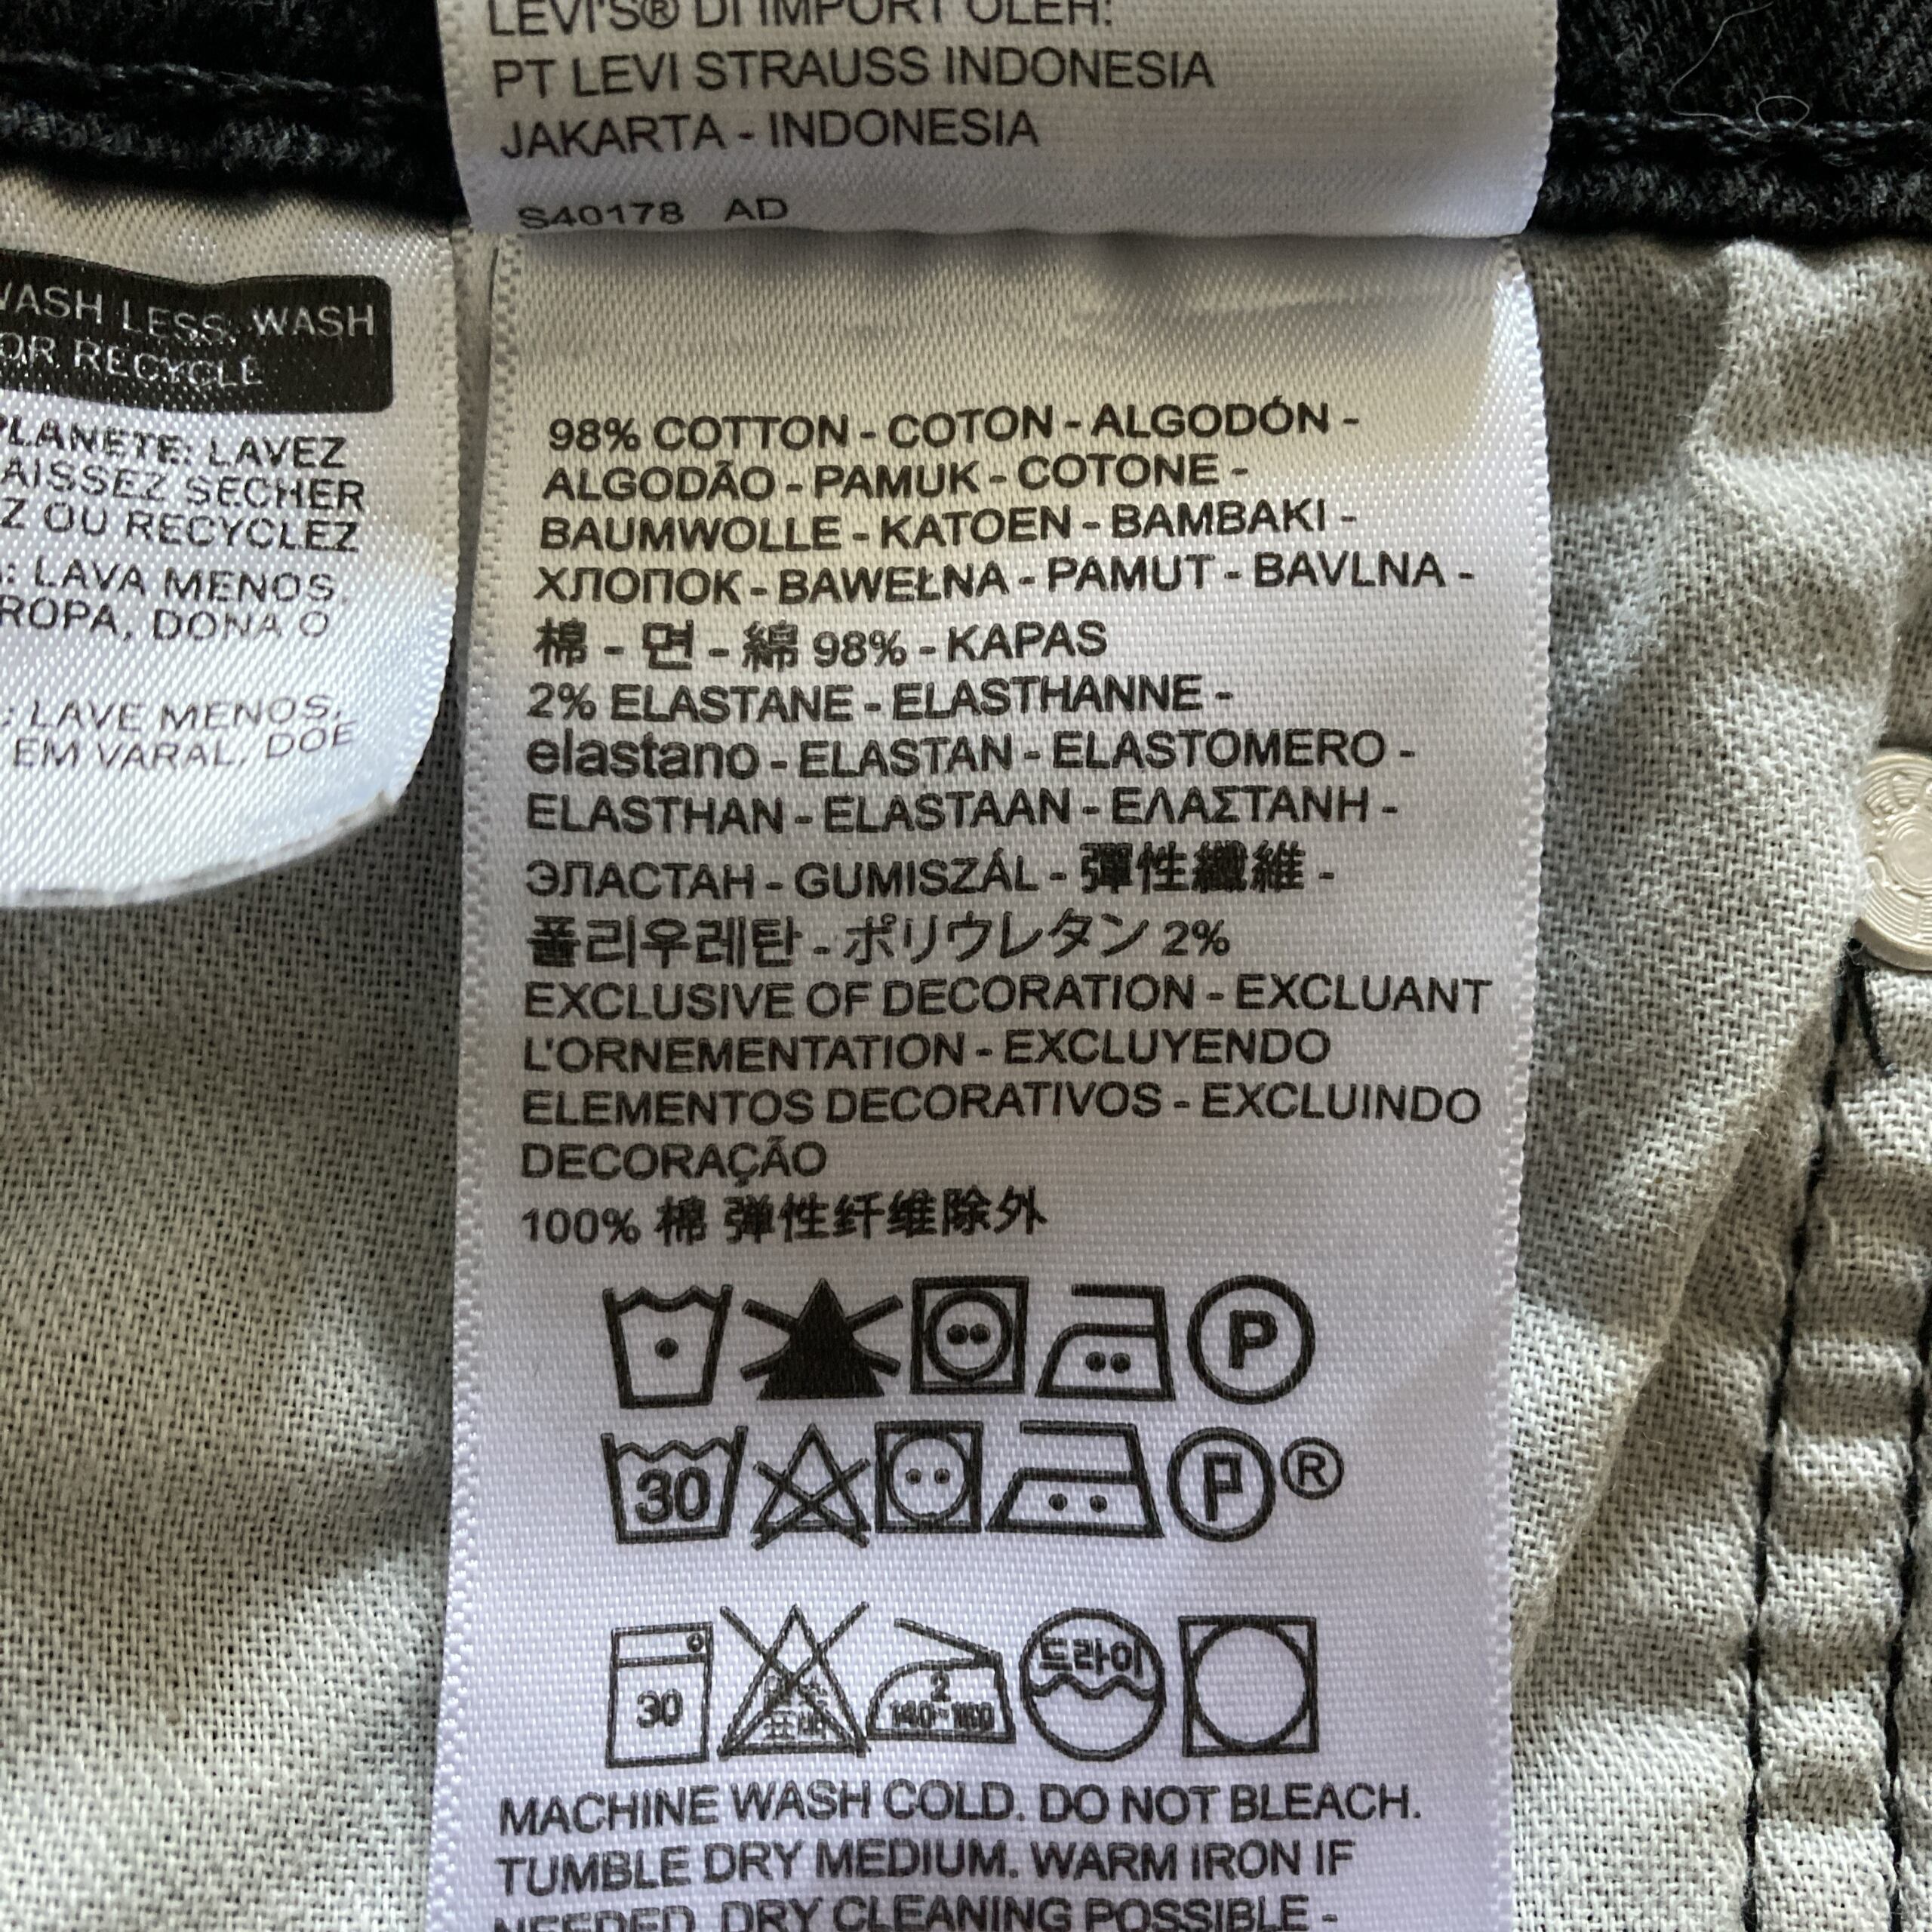 LEVI'S® DI IMPORT OLEH:
PT LEVI STRAUSS INDONESIA
JAKARTA - INDONESIA
S40178 AD
WASH LESS, WASH
OR RECYCLE
PLANÈTE: LAVEZ
LAISSEZ SÉCHER
Z OU RECYCLEZ
: LAVA MENOS,
ROPA, DONA O
: LAVE MENOS,
EM VARAL, DOE
98% COTTON - COTON - ALGODÓN -
ALGODÃO - PAMUK - COTONE -
BAUMWOLLE - KATOEN - BAMBAKI -
ХЛОПОК - BAWEŁNA - PAMUT - BAVLNA -
棉 - 면 - 綿 98% - KAPAS
2% ELASTANE - ELASTHANNE -
elastano - ELASTAN - ELASTOMERO -
ELASTHAN - ELASTAAN - ΕΛΑΣΤΑΝΗ -
ЭЛАСТАН - GUMISZÁL - 彈性纖維 -
폴리우레탄 - ポリウレタン 2%
EXCLUSIVE OF DECORATION - EXCLUANT
L'ORNEMENTATION - EXCLUYENDO
ELEMENTOS DECORATIVOS - EXCLUINDO
DECORAÇÃO
100% 棉 弹性纤维除外
P
30 P ®
30 2 140~160 드라이
MACHINE WASH COLD. DO NOT BLEACH.
TUMBLE DRY MEDIUM. WARM IRON IF
NEEDED. DRY CLEANING POSSIBLE -